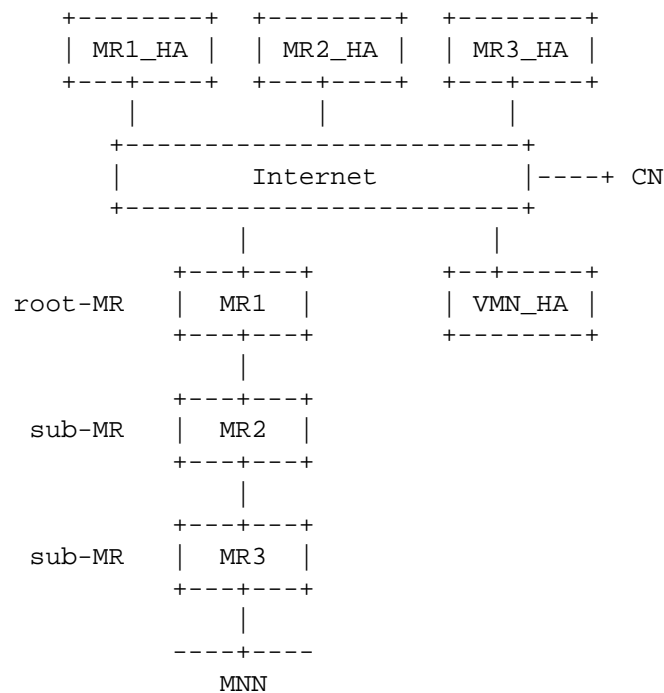 MR1_HA MR2_HA MR3_HA
Internet CN
root-MR MR1 VMN_HA
sub-MR MR2
sub-MR MR3
MNN